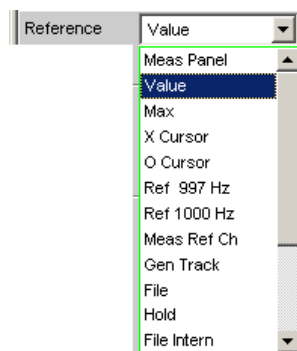 Reference Value
Meas Panel
Value
Max
X Cursor
O Cursor
Ref 997 Hz
Ref 1000 Hz
Meas Ref Ch
Gen Track
File
Hold
File Intern